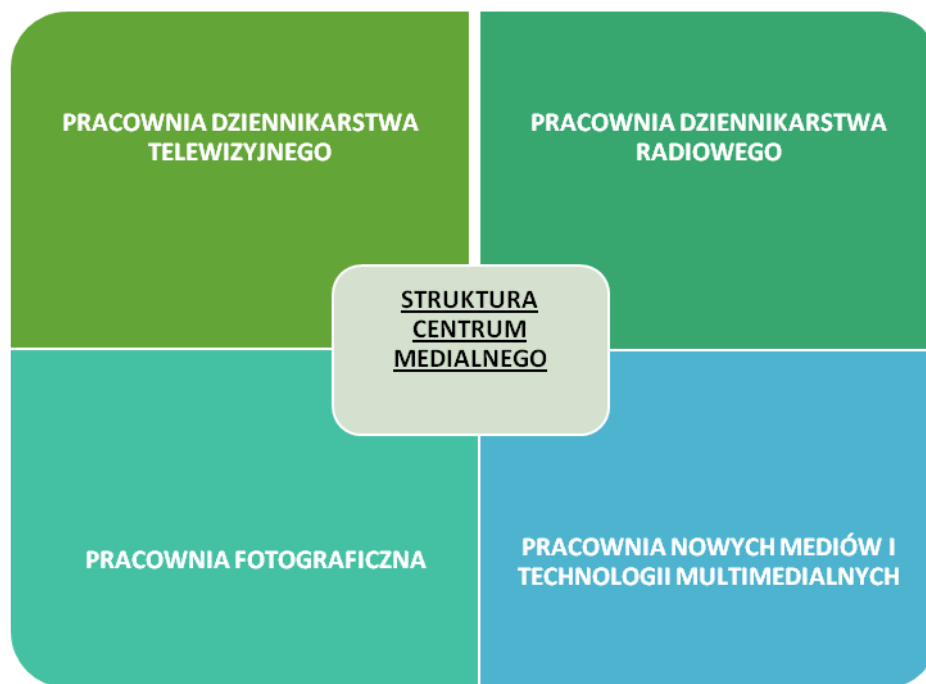 PRACOWNIA DZIENNIKARSTWA
TELEWIZYJNEGO
PRACOWNIA DZIENNIKARSTWA
RADIOWEGO
STRUKTURA
CENTRUM
MEDIALNEGO
PRACOWNIA FOTOGRAFICZNA
PRACOWNIA NOWYCH MEDIÓW I
TECHNOLOGII MULTIMEDIALNYCH